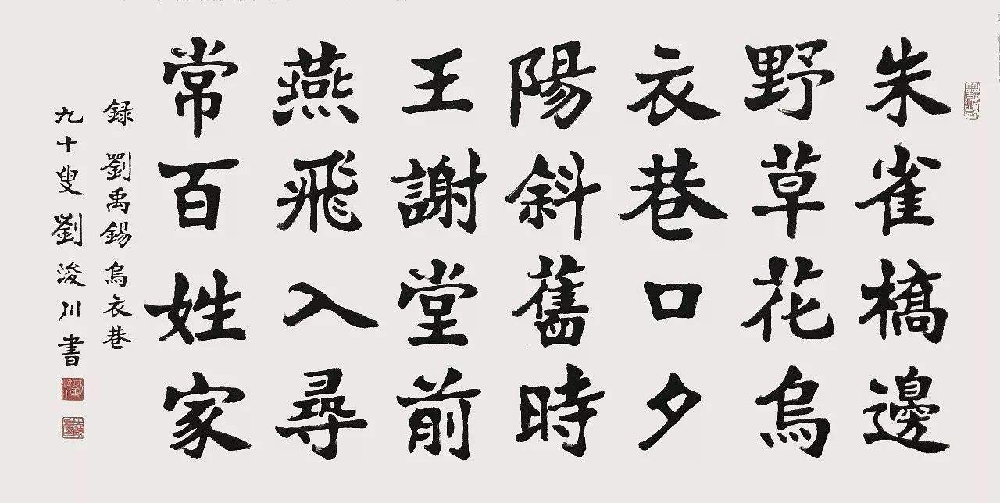 朱雀橋邊
野草花烏
衣巷口夕
陽斜舊時
王謝堂前
燕飛入尋
常百姓家
録劉禹錫烏衣巷
九十叟劉浚川書